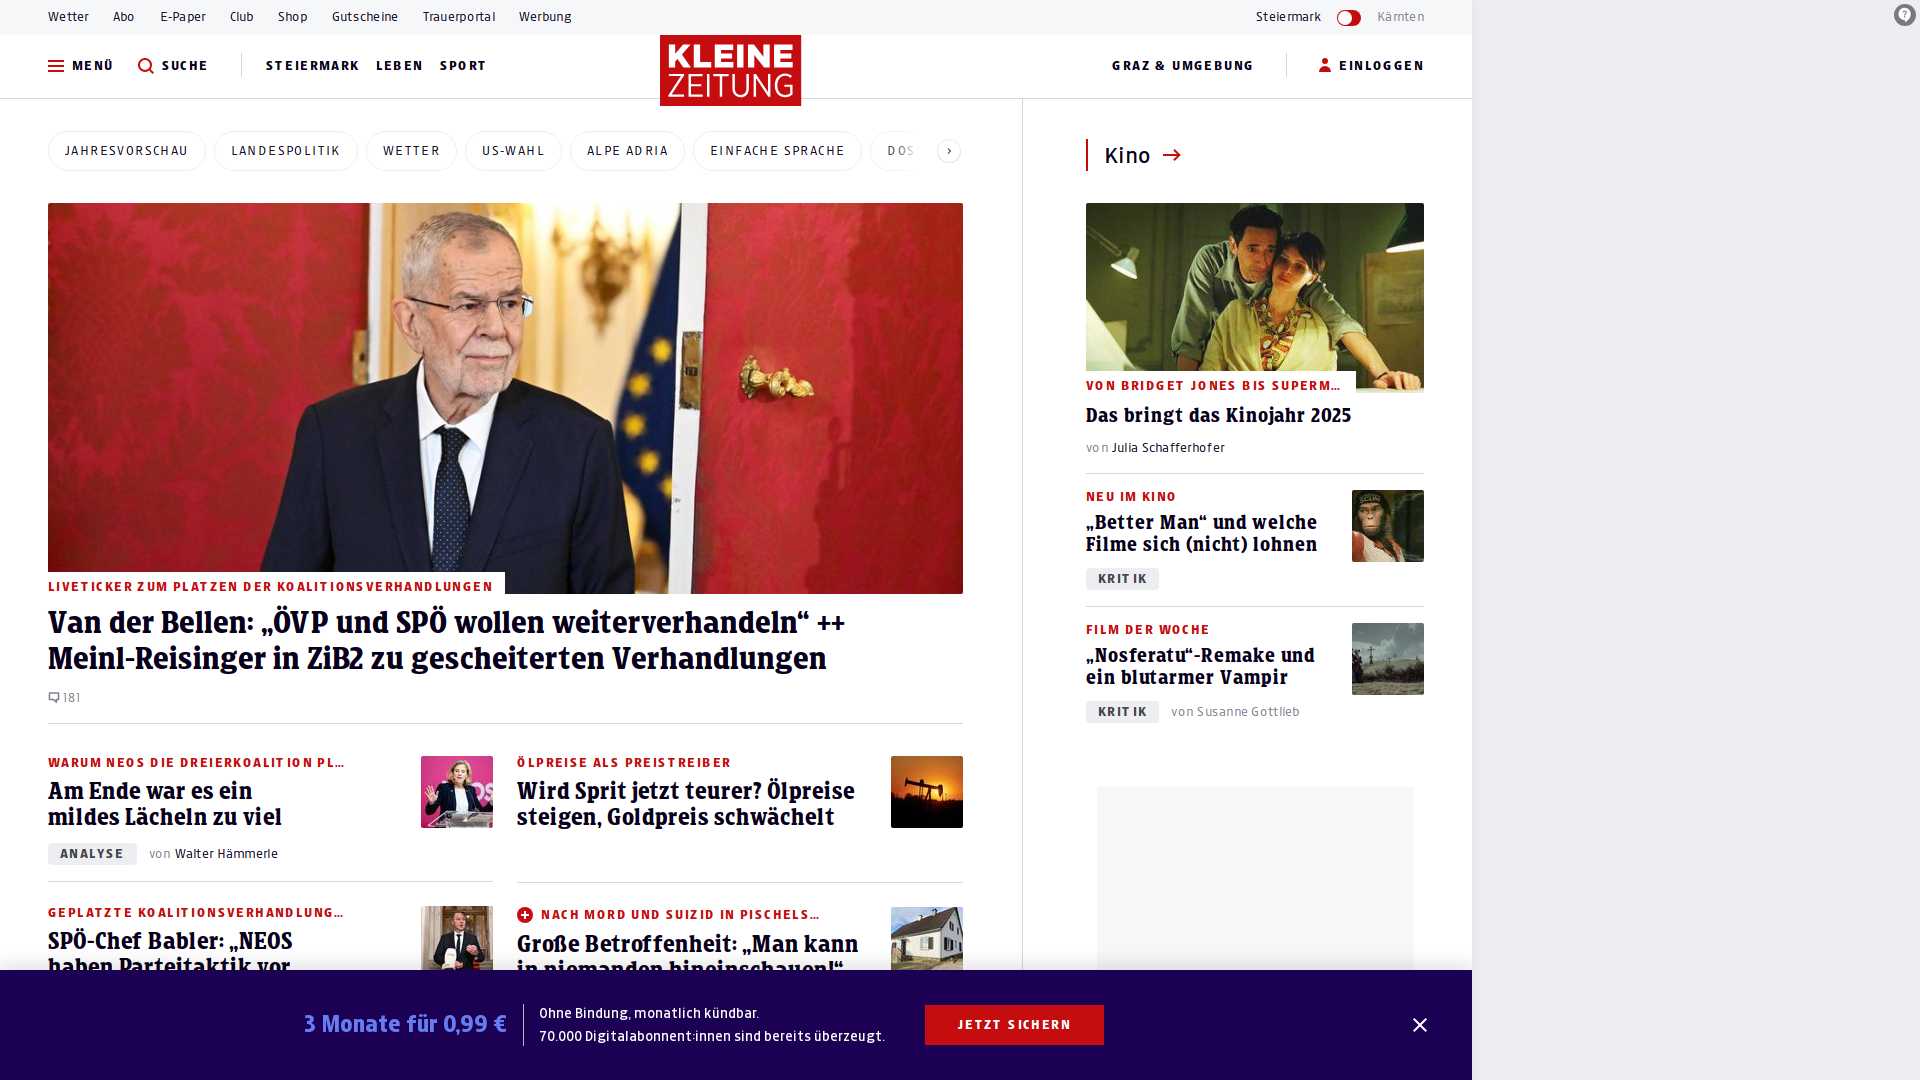 Wetter Abo E-Paper Club Shop Gutscheine Trauerportal Werbung
Steiermark Kärnten
MENÜ SUCHE STEIERMARK LEBEN SPORT
KLEINE
ZEITUNG
GRAZ & UMGEBUNG EINLOGGEN
JAHRESVORSCHAU LANDESPOLITIK WETTER US-WAHL ALPE ADRIA EINFACHE SPRACHE DOS
LIVETICKER ZUM PLATZEN DER KOALITIONSVERHANDLUNGEN
Van der Bellen: „ÖVP und SPÖ wollen weiterverhandeln“ ++
Meinl-Reisinger in ZiB2 zu gescheiterten Verhandlungen
181
WARUM NEOS DIE DREIERKOALITION PL…
Am Ende war es ein
mildes Lächeln zu viel
ANALYSE von Walter Hämmerle
ÖLPREISE ALS PREISTREIBER
Wird Sprit jetzt teurer? Ölpreise
steigen, Goldpreis schwächelt
GEPLATZTE KOALITIONSVERHANDLUNG…
SPÖ-Chef Babler: „NEOS
haben Parteitaktik vor
NACH MORD UND SUIZID IN PISCHELS…
Große Betroffenheit: „Man kann
in niemanden hineinschauen!“
Kino
VON BRIDGET JONES BIS SUPERM…
Das bringt das Kinojahr 2025
von Julia Schafferhofer
NEU IM KINO
„Better Man“ und welche
Filme sich (nicht) lohnen
KRITIK
FILM DER WOCHE
„Nosferatu“-Remake und
ein blutarmer Vampir
KRITIK von Susanne Gottlieb
3 Monate für 0,99 €
Ohne Bindung, monatlich kündbar.
70.000 Digitalabonnent:innen sind bereits überzeugt.
JETZT SICHERN